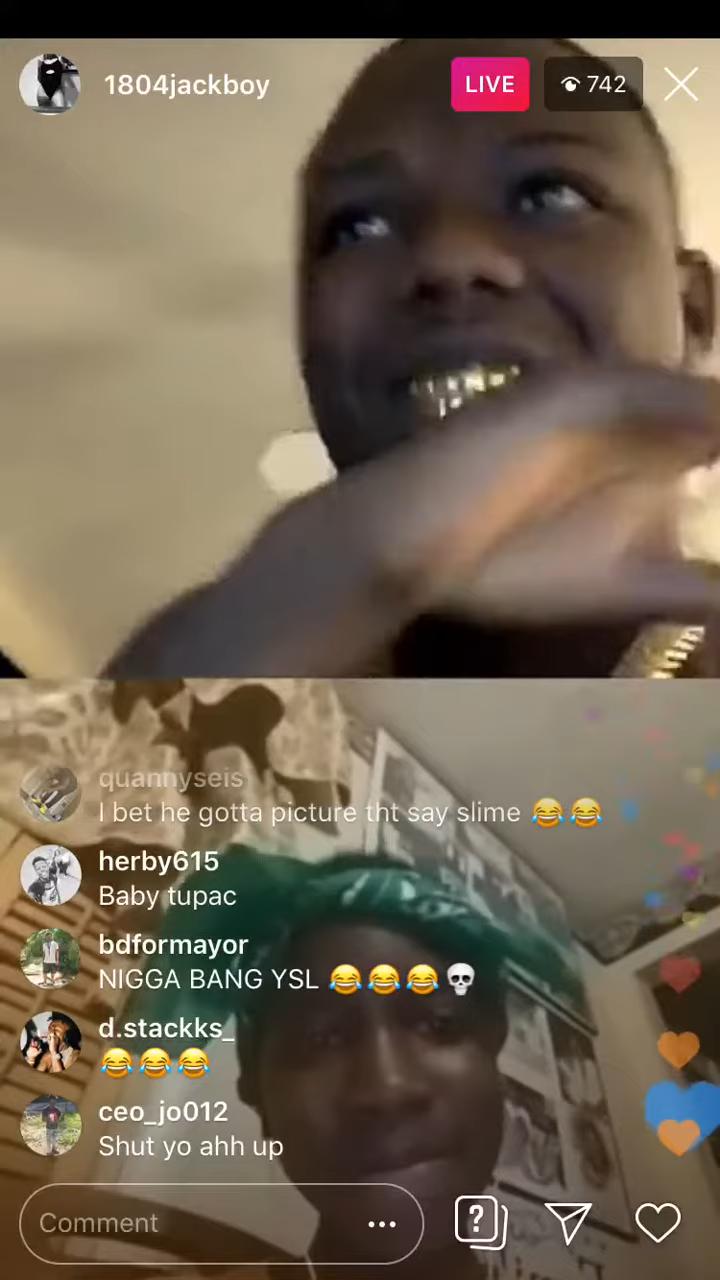 1804jackboy
LIVE
742
quannyseis
I bet he gotta picture tht say slime 😂😂
herby615
Baby tupac
bdformayor
NIGGA BANG YSL 😂😂😂💀
d.stackks_
😂😂😂
ceo_jo012
Shut yo ahh up
Comment
?